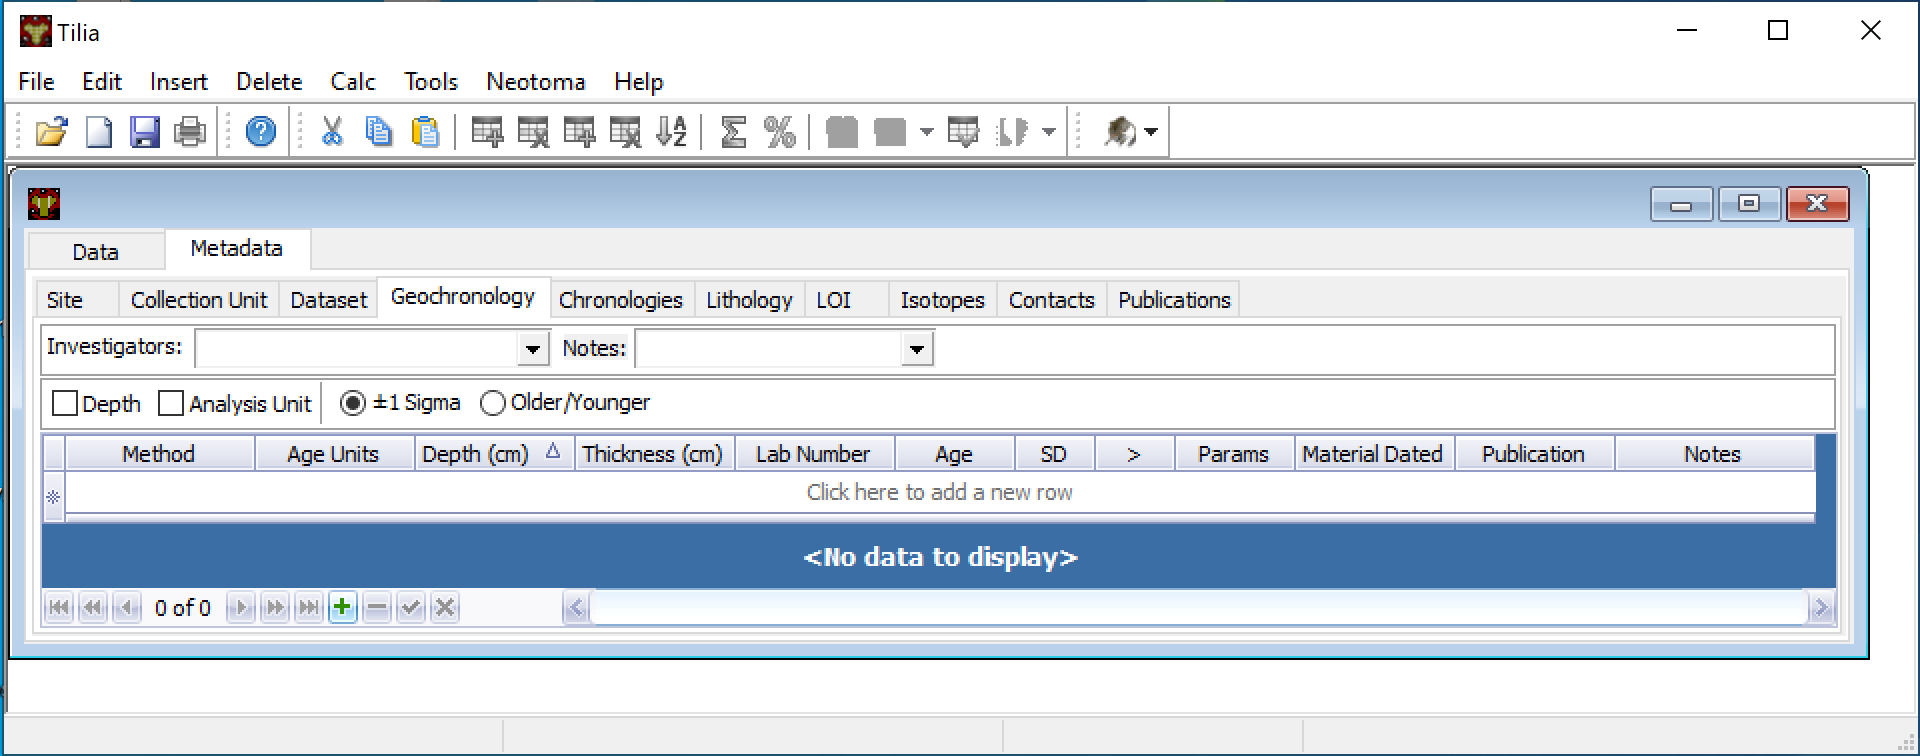 Tilia
File Edit Insert Delete Calc Tools Neotoma Help
Data Metadata
Site Collection Unit Dataset Geochronology Chronologies Lithology LOI Isotopes Contacts Publications
Investigators: Notes:
Depth Analysis Unit ±1 Sigma Older/Younger
Method Age Units Depth (cm) Thickness (cm) Lab Number Age SD > Params Material Dated Publication Notes
Click here to add a new row
<No data to display>
0 of 0